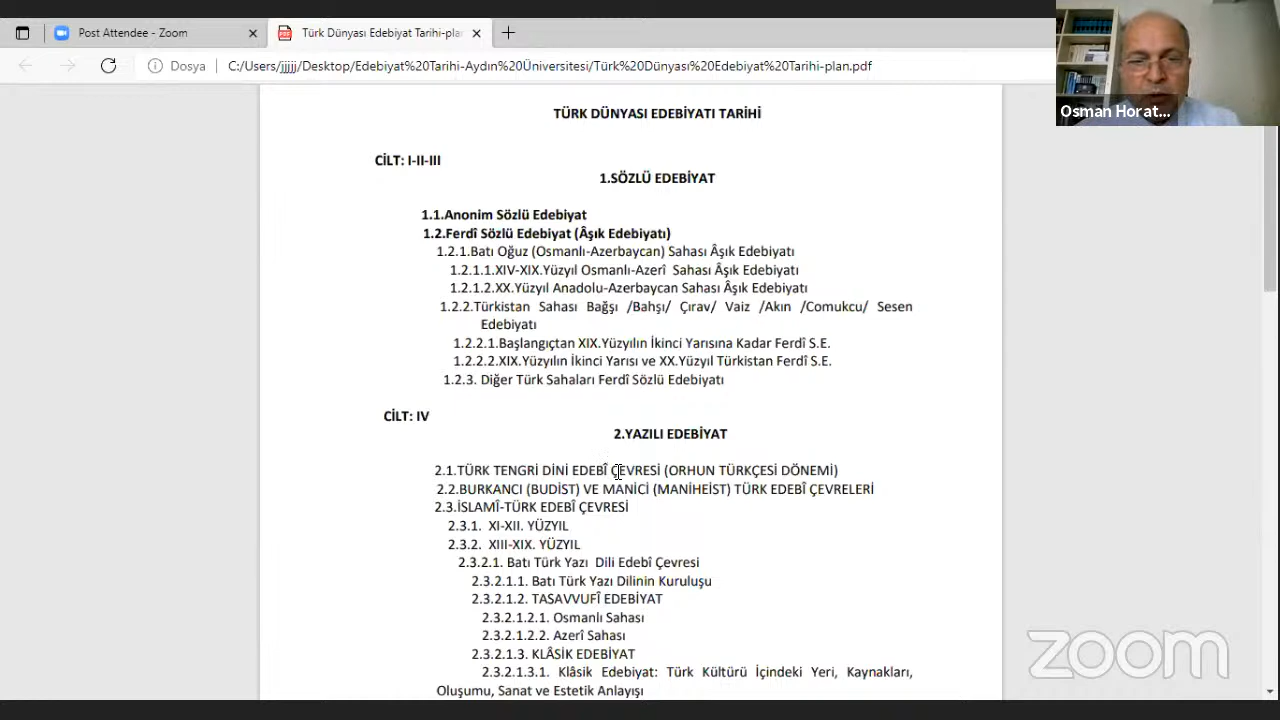 Post Attendee - Zoom
Türk Dünyası Edebiyat Tarihi-plan
Dosya
C:/Users/jjjjj/Desktop/Edebiyat%20Tarihi-Aydın%20Üniversitesi/Türk%20Dünyası%20Edebiyat%20Tarihi-plan.pdf
Osman Horat...
TÜRK DÜNYASI EDEBİYATI TARİHİ
CİLT: I-II-III
1.SÖZLÜ EDEBİYAT
1.1.Anonim Sözlü Edebiyat
1.2.Ferdî Sözlü Edebiyat (Âşık Edebiyatı)
1.2.1.Batı Oğuz (Osmanlı-Azerbaycan) Sahası Âşık Edebiyatı
1.2.1.1.XIV-XIX.Yüzyıl Osmanlı-Azerî Sahası Âşık Edebiyatı
1.2.1.2.XX.Yüzyıl Anadolu-Azerbaycan Sahası Âşık Edebiyatı
1.2.2.Türkistan Sahası Bağşı /Bahşı/ Çırav/ Vaiz /Akın /Comukcu/ Sesen
Edebiyatı
1.2.2.1.Başlangıçtan XIX.Yüzyılın İkinci Yarısına Kadar Ferdî S.E.
1.2.2.2.XIX.Yüzyılın İkinci Yarısı ve XX.Yüzyıl Türkistan Ferdî S.E.
1.2.3. Diğer Türk Sahaları Ferdî Sözlü Edebiyatı
CİLT: IV
2.YAZILI EDEBİYAT
2.1.TÜRK TENGRİ DİNİ EDEBÎ ÇEVRESİ (ORHUN TÜRKÇESİ DÖNEMİ)
2.2.BURKANCI (BUDİST) VE MANİCİ (MANİHEİST) TÜRK EDEBÎ ÇEVRELERİ
2.3.İSLAMÎ-TÜRK EDEBÎ ÇEVRESİ
2.3.1. XI-XII. YÜZYIL
2.3.2. XIII-XIX. YÜZYIL
2.3.2.1. Batı Türk Yazı Dili Edebî Çevresi
2.3.2.1.1. Batı Türk Yazı Dilinin Kuruluşu
2.3.2.1.2. TASAVVUFÎ EDEBİYAT
2.3.2.1.2.1. Osmanlı Sahası
2.3.2.1.2.2. Azerî Sahası
2.3.2.1.3. KLÂSİK EDEBİYAT
2.3.2.1.3.1. Klâsik Edebiyat: Türk Kültürü İçindeki Yeri, Kaynakları,
Oluşumu, Sanat ve Estetik Anlayışı
zoom